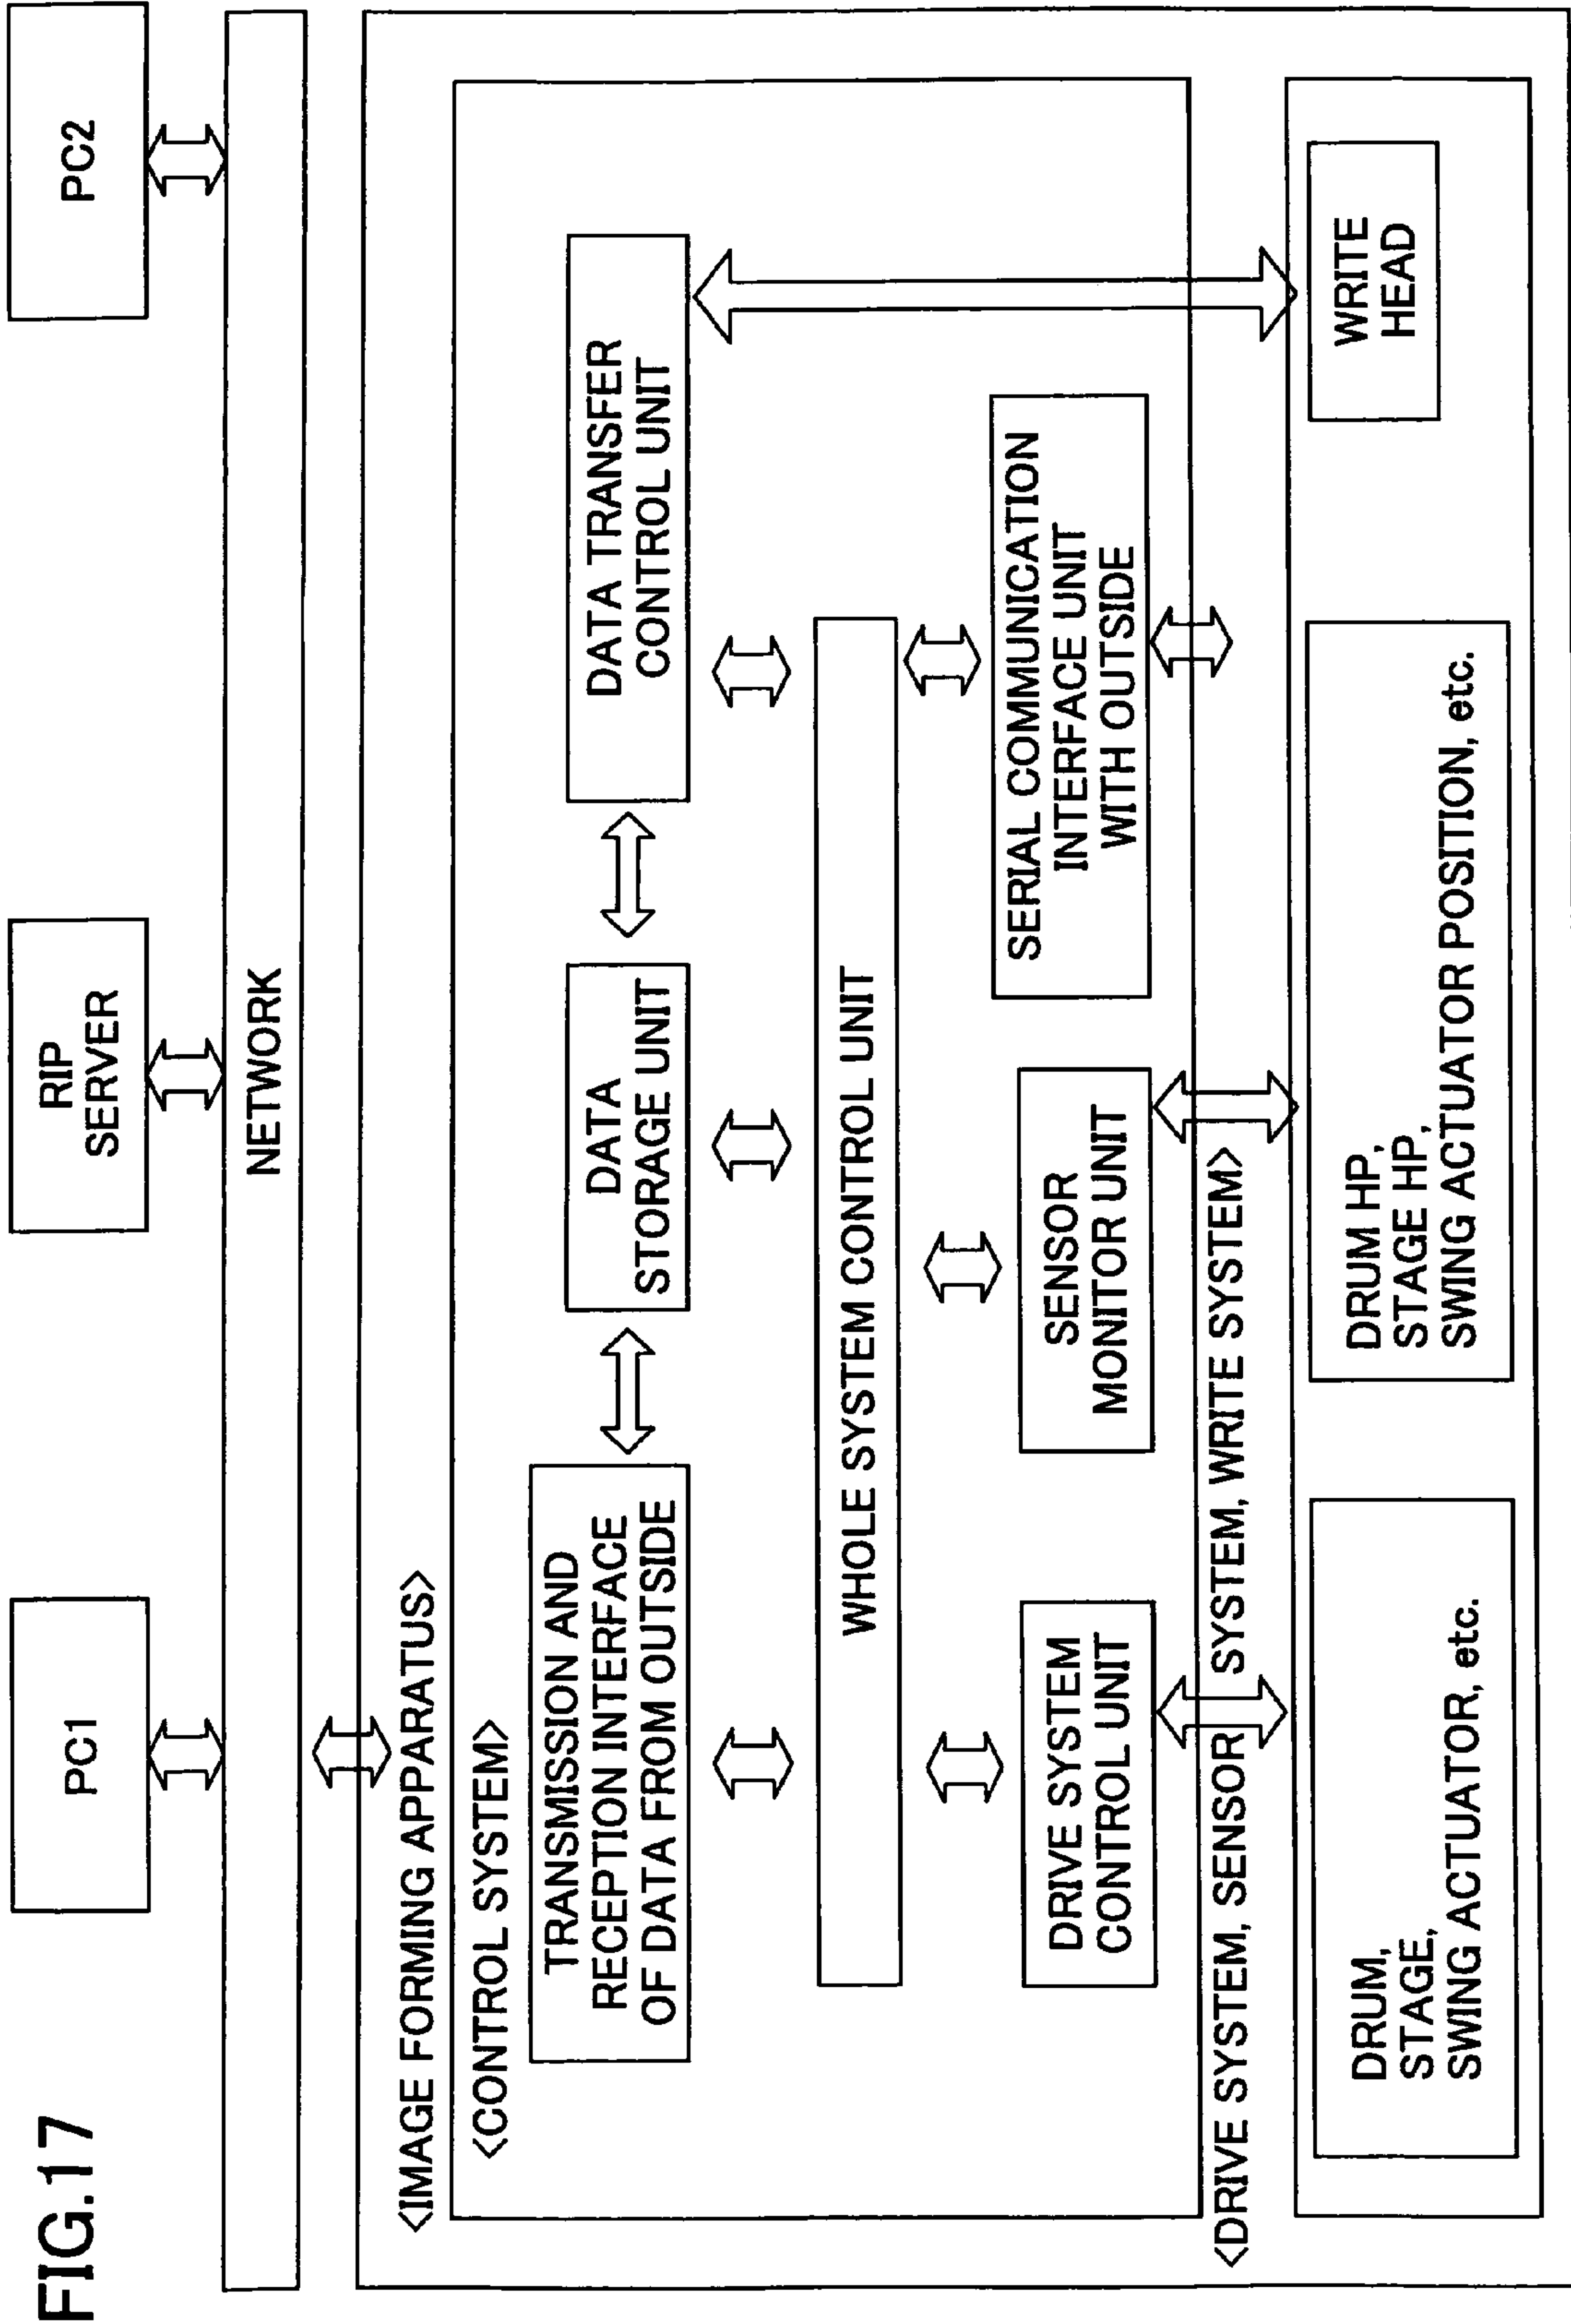 FIG.17
PC1
RIP
SERVER
PC2
NETWORK
<IMAGE FORMING APPARATUS>
<CONTROL SYSTEM>
TRANSMISSION AND
RECEPTION INTERFACE
OF DATA FROM OUTSIDE
DATA
STORAGE UNIT
DATA TRANSFER
CONTROL UNIT
WHOLE SYSTEM CONTROL UNIT
DRIVE SYSTEM
CONTROL UNIT
SENSOR
MONITOR UNIT
SERIAL COMMUNICATION
INTERFACE UNIT
WITH OUTSIDE
<DRIVE SYSTEM, SENSOR SYSTEM, WRITE SYSTEM>
DRUM,
STAGE,
SWING ACTUATOR, etc.
DRUM HP,
STAGE HP,
SWING ACTUATOR POSITION, etc.
WRITE
HEAD